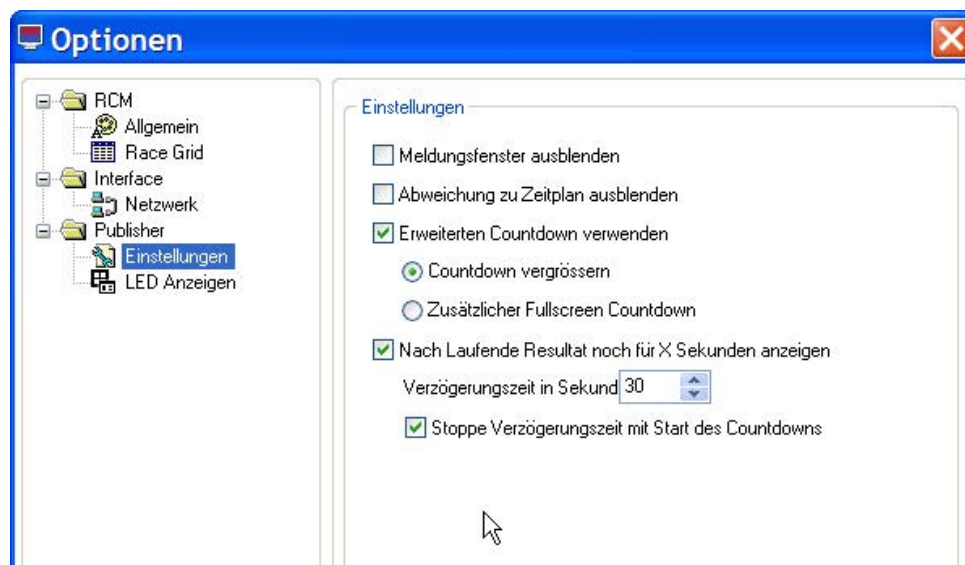 Optionen
RCM
Allgemein
Race Grid
Interface
Netzwerk
Publisher
Einstellungen
LED Anzeigen
Einstellungen
Meldungsfenster ausblenden
Abweichung zu Zeitplan ausblenden
Erweiterten Countdown verwenden
Countdown vergrössern
Zusätzlicher Fullscreen Countdown
Nach Laufende Resultat noch für X Sekunden anzeigen
Verzögerungszeit in Sekund 30
Stoppe Verzögerungszeit mit Start des Countdowns